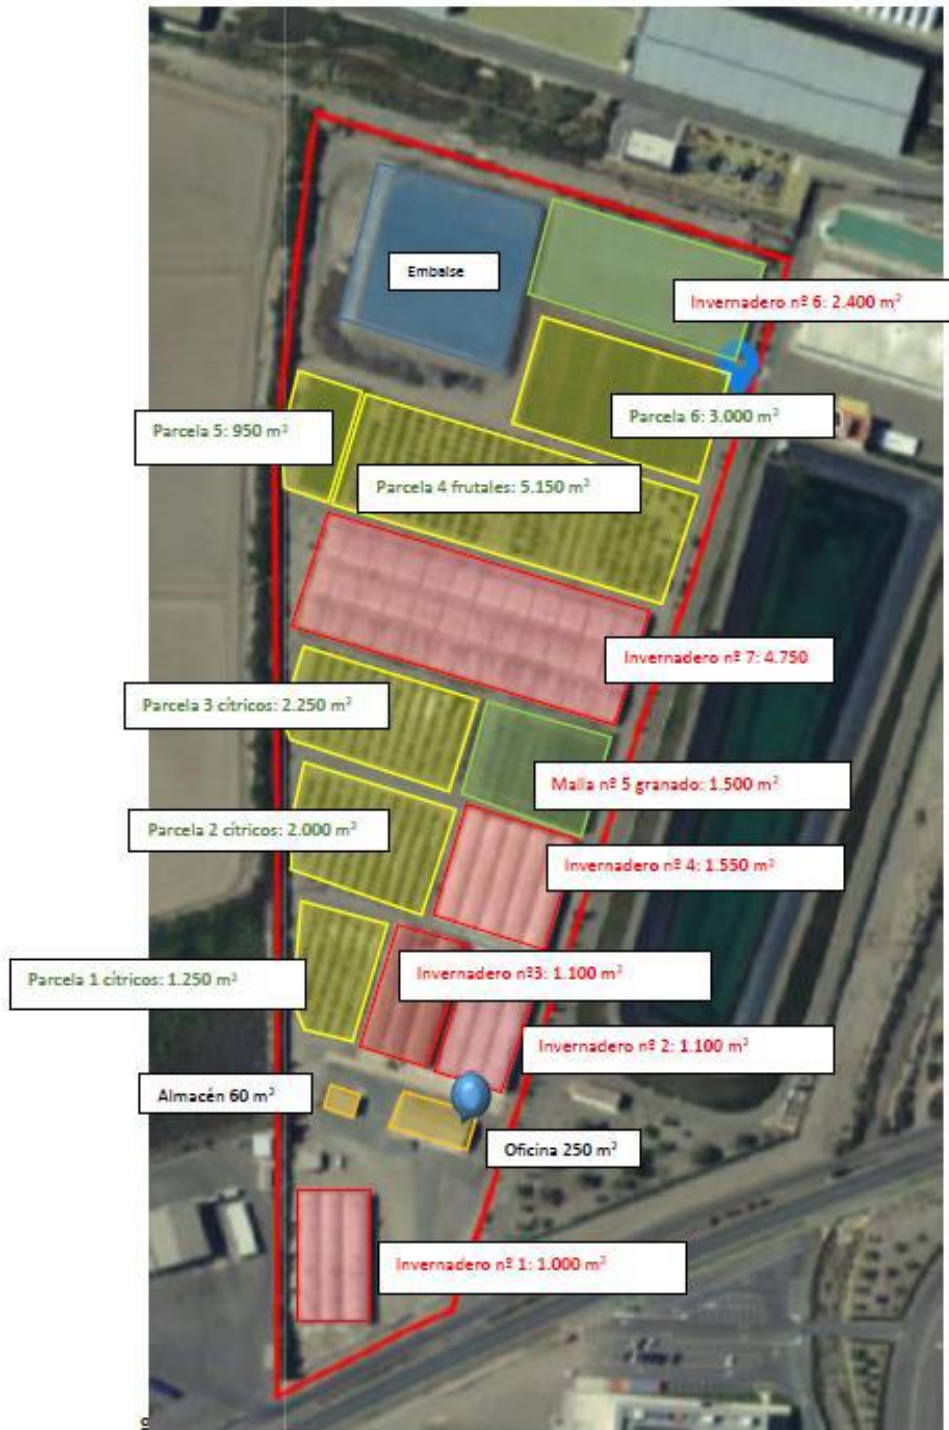 Embalse
Invernadero nº 6: 2.400 m²
Parcela 6: 3.000 m²
Parcela 5: 950 m²
Parcela 4 frutales: 5.150 m²
Invernadero nº 7: 4.750
Parcela 3 cítricos: 2.250 m²
Malla nº 5 granado: 1.500 m²
Parcela 2 cítricos: 2.000 m²
Invernadero nº 4: 1.550 m²
Invernadero nº3: 1.100 m²
Parcela 1 cítricos: 1.250 m²
Invernadero nº 2: 1.100 m²
Almacén 60 m²
Oficina 250 m²
Invernadero nº 1: 1.000 m²